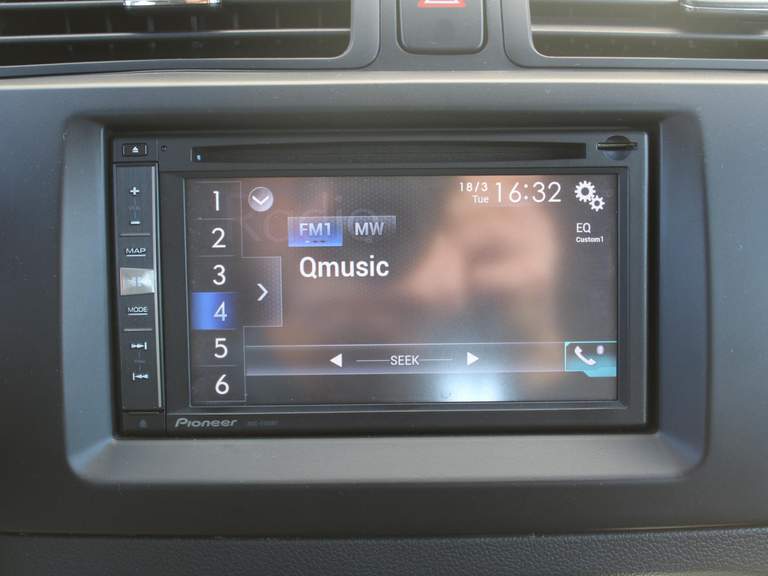 18/3
Tue 16:32
1
2
3
4
5
6
Radio
FM1 MW
EQ
Custom1
Qmusic
SEEK
MAP
MODE
Pioneer